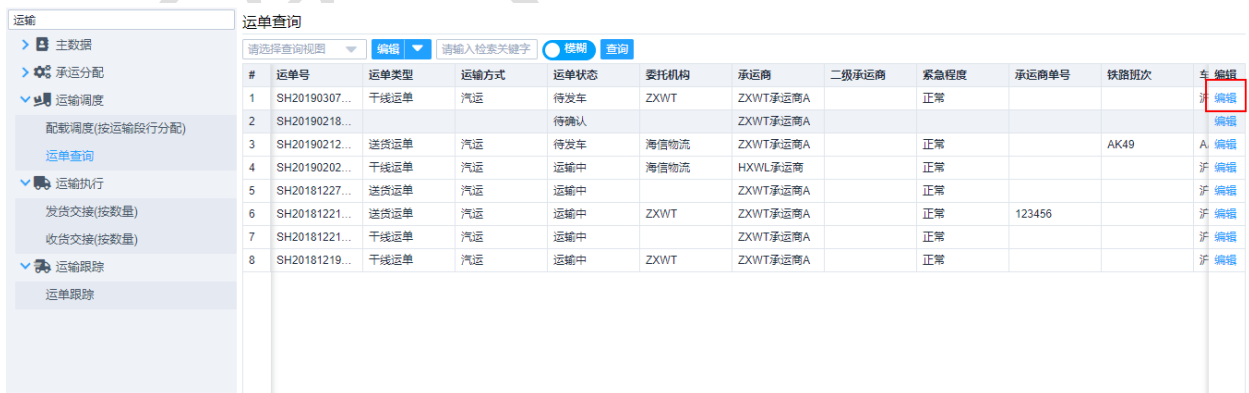 运输
主数据
承运分配
运输调度
配载调度(按运输段行分配)
运单查询
运输执行
发货交接(按数量)
收货交接(按数量)
运输跟踪
运单跟踪
运单查询
请选择查询视图 编辑 请输入检索关键字 模糊 查询
# 运单号 运单类型 运输方式 运单状态 委托机构 承运商 二级承运商 紧急程度 承运商单号 铁路班次 车 编辑
1 SH20190307... 干线运单 汽运 待发车 ZXWT ZXWT承运商A 正常 沪 编辑
2 SH20190218... 待确认 ZXWT承运商A 编辑
3 SH20190212... 送货运单 汽运 待发车 海信物流 ZXWT承运商A 正常 AK49 A 编辑
4 SH20190202... 干线运单 汽运 运输中 海信物流 HXWL承运商 正常 沪 编辑
5 SH20181227... 送货运单 汽运 运输中 ZXWT承运商A 正常 沪 编辑
6 SH20181221... 送货运单 汽运 运输中 ZXWT ZXWT承运商A 正常 123456 沪 编辑
7 SH20181221... 干线运单 汽运 运输中 ZXWT承运商A 正常 沪 编辑
8 SH20181219... 干线运单 汽运 运输中 ZXWT ZXWT承运商A 正常 沪 编辑